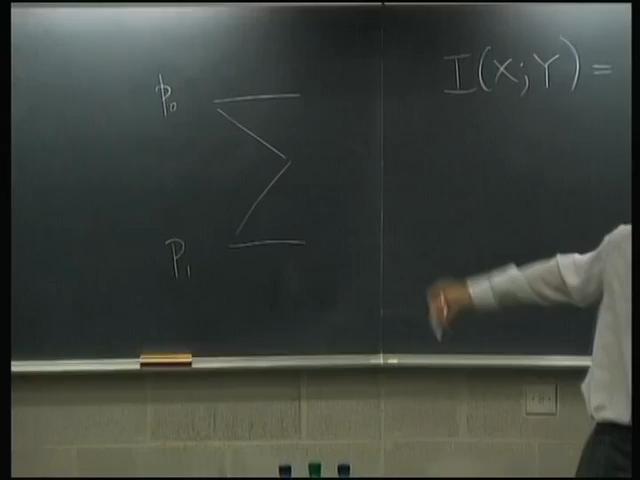 p₀
I(X;Y) =
p₁